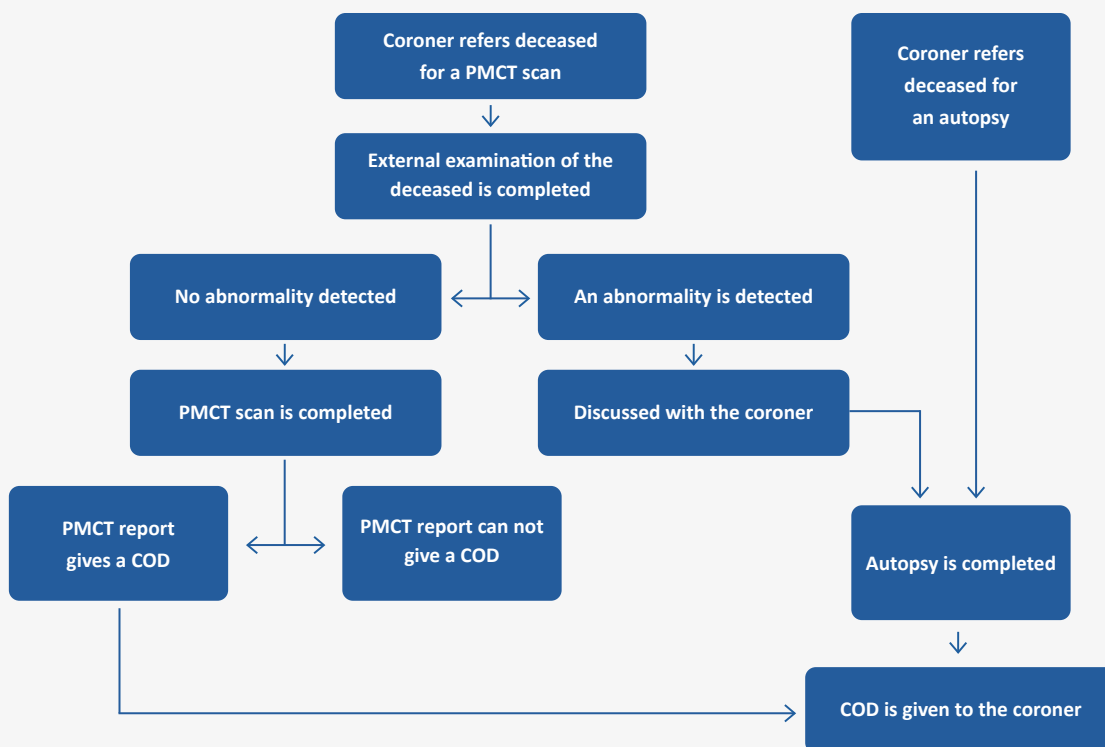 Coroner refers deceased
for a PMCT scan
Coroner refers
deceased for
an autopsy
External examination of the
deceased is completed
No abnormality detected
An abnormality is detected
PMCT scan is completed
Discussed with the coroner
PMCT report
gives a COD
PMCT report can not
give a COD
Autopsy is completed
COD is given to the coroner